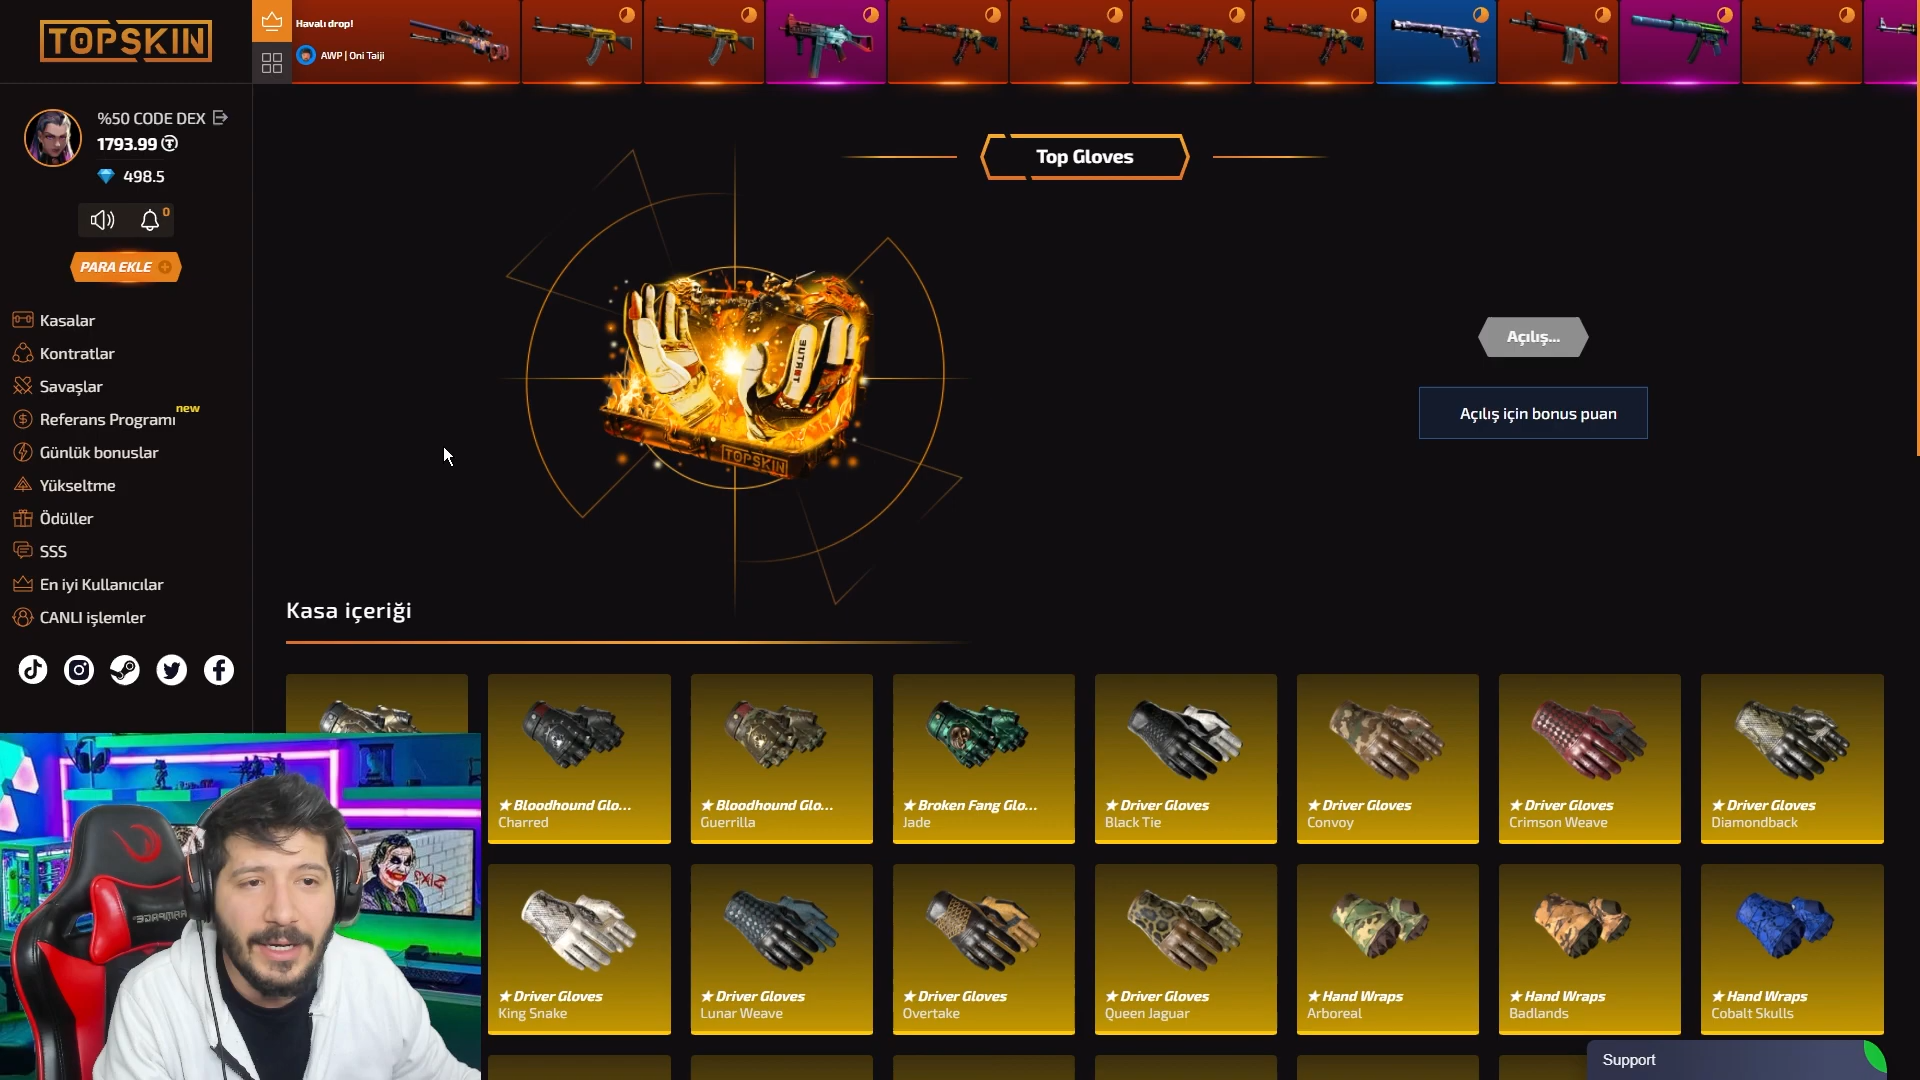 TOPSKIN
Havalı drop!
AWP | Oni Taiji
%50 CODE DEX
1793.99
498.5
0
PARA EKLE
Kasalar
Kontratlar
Savaşlar
Referans Programı
new
Günlük bonuslar
Yükseltme
Ödüller
SSS
En iyi Kullanıcılar
CANLI işlemler
Top Gloves
TOPSKIN
Açılış...
Açılış için bonus puan
Kasa içeriği
★ Bloodhound Glo...
Charred
★ Bloodhound Glo...
Guerrilla
★ Broken Fang Glo...
Jade
★ Driver Gloves
Black Tie
★ Driver Gloves
Convoy
★ Driver Gloves
Crimson Weave
★ Driver Gloves
Diamondback
★ Driver Gloves
King Snake
★ Driver Gloves
Lunar Weave
★ Driver Gloves
Overtake
★ Driver Gloves
Queen Jaguar
★ Hand Wraps
Arboreal
★ Hand Wraps
Badlands
★ Hand Wraps
Cobalt Skulls
Support